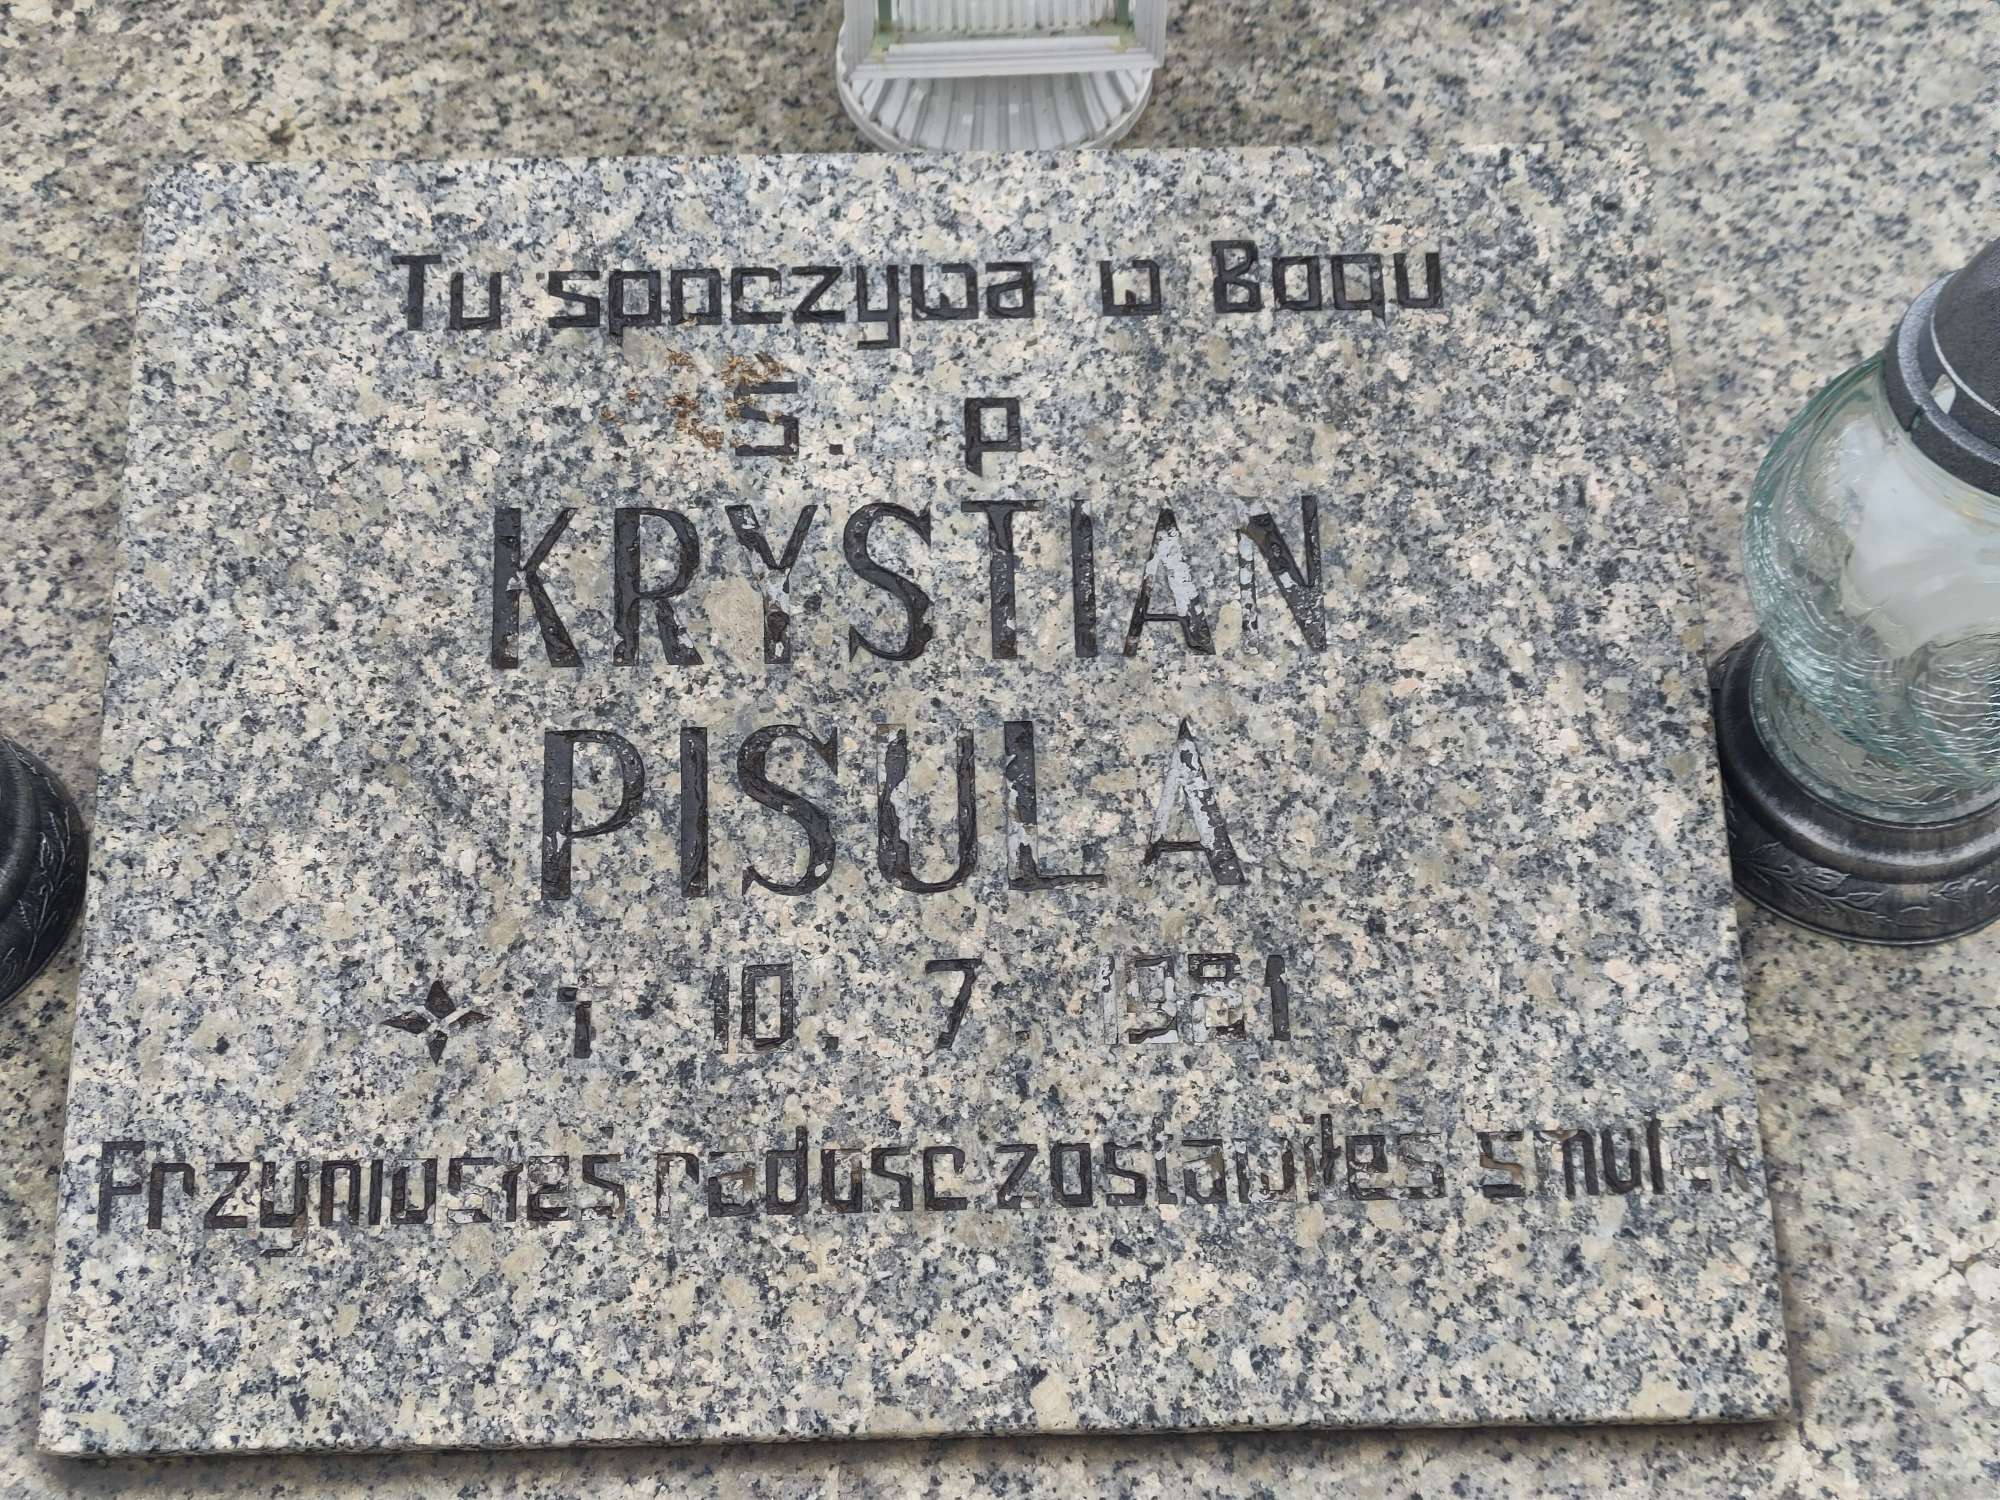 Tu spoczywa w Bogu
Ś. p
KRYSTIAN
PISULA
† 10. 7. 1981
Przyniosłeś radość zostawiłeś smutek